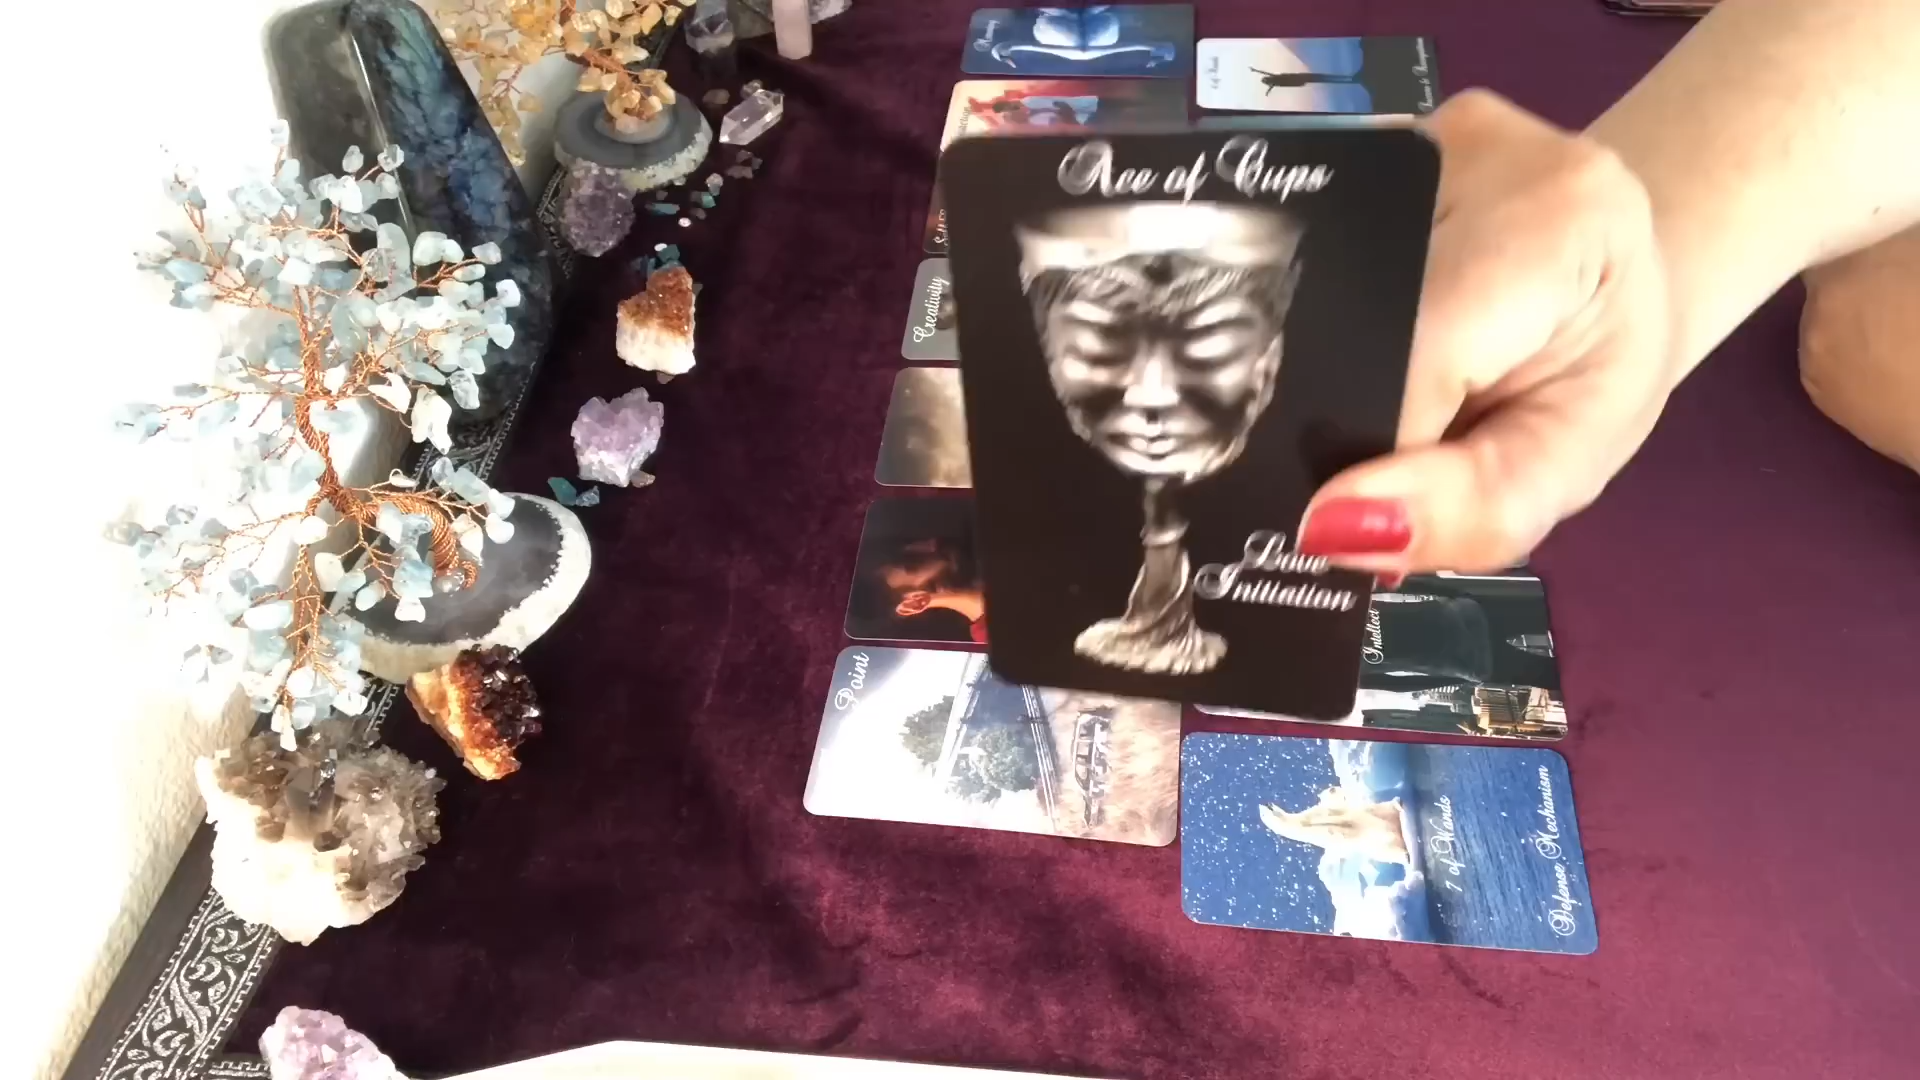 Ace of Cups
Love
Initiation
Creativity
Intellect
Point
7 of Wands
Defense Mechanism